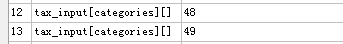 12 tax_input[categories][] 48
13 tax_input[categories][] 49